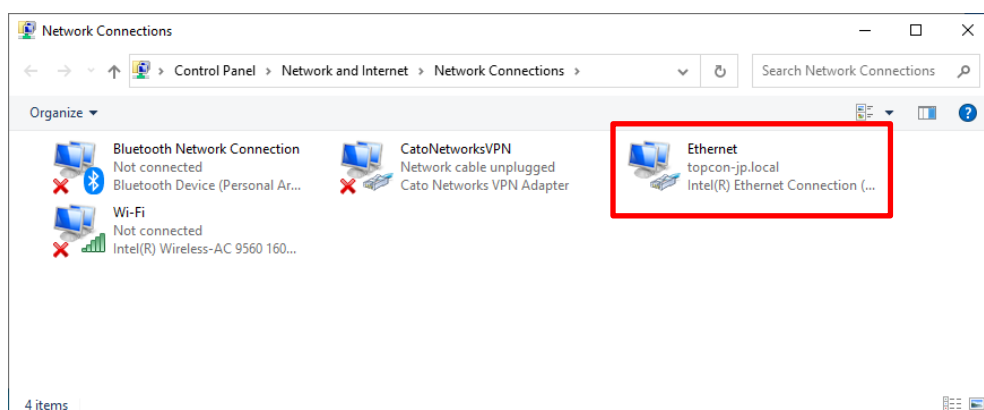 Network Connections
Control Panel > Network and Internet > Network Connections >
Search Network Connections
Organize
Bluetooth Network Connection
Not connected
Bluetooth Device (Personal Ar...
CatoNetworksVPN
Network cable unplugged
Cato Networks VPN Adapter
Ethernet
topcon-jp.local
Intel(R) Ethernet Connection (...
Wi-Fi
Not connected
Intel(R) Wireless-AC 9560 160...
4 items